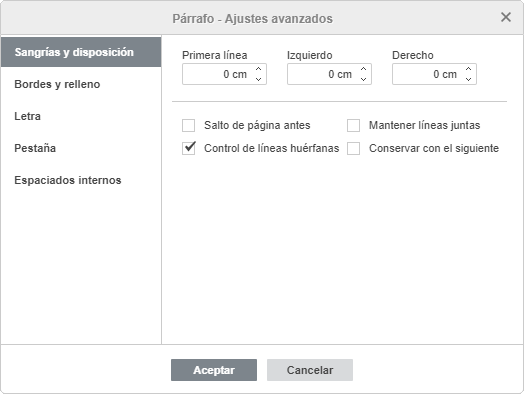 Párrafo - Ajustes avanzados
Sangrías y disposición
Bordes y relleno
Letra
Pestaña
Espaciados internos
Primera línea Izquierdo Derecho
0 cm 0 cm 0 cm
Salto de página antes Mantener líneas juntas
Control de líneas huérfanas Conservar con el siguiente
Aceptar Cancelar